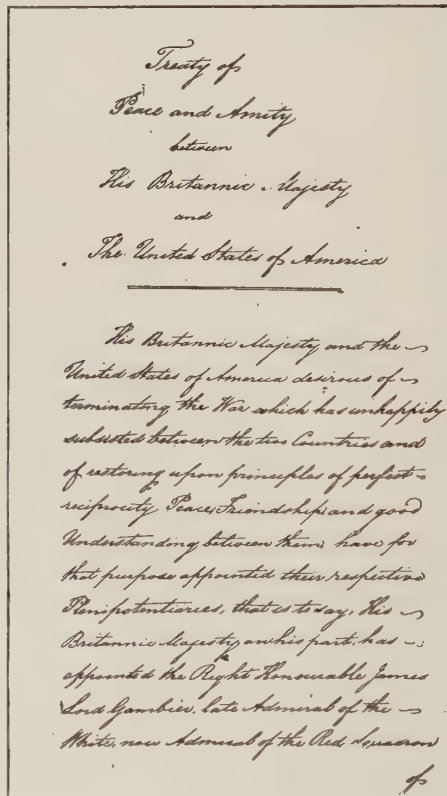 Treaty of
Peace and Amity
between
His Britannic Majesty
and
The United States of America
His Britannic Majesty and the
United States of America desirous of
terminating the War which has unhappily
subsisted between the two Countries and
of restoring upon principles of perfect
reciprocity Peace, Friendship, and good
Understanding between them, have for
that purpose appointed their respective
Plenipotentiaries, that is to say, His
Britannic Majesty on his part, has
appointed the Right Honourable James
Lord Gambier, late Admiral of the
White, now Admiral of the Red Squadron
of